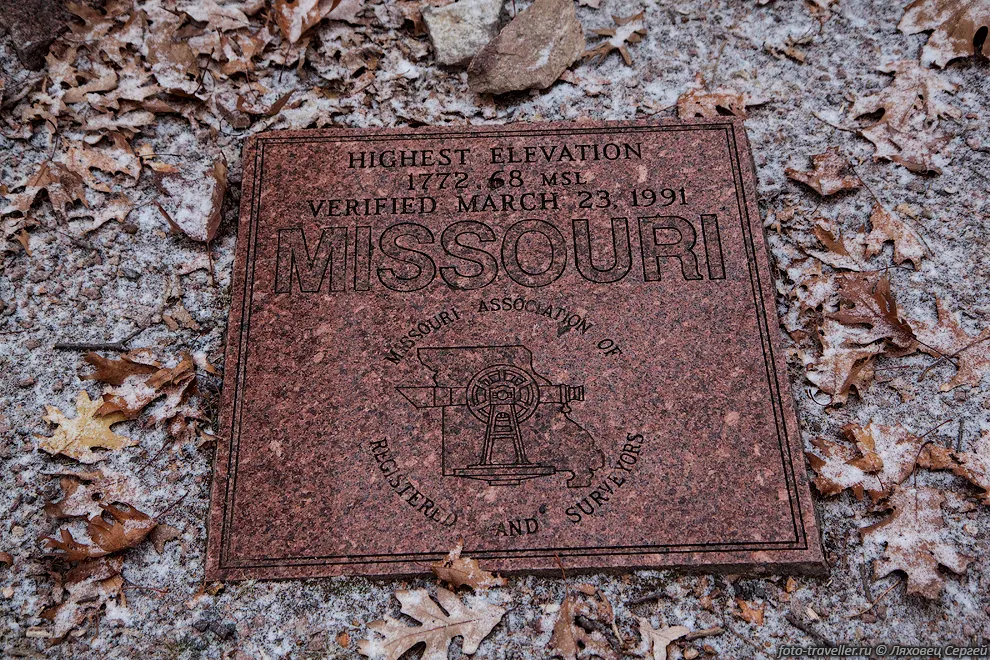 HIGHEST ELEVATION
1772.68 MSL
VERIFIED MARCH 23, 1991
MISSOURI
MISSOURI ASSOCIATION OF
REGISTERED AND SURVEYORS
foto-traveller.ru © Ляховец Сергей